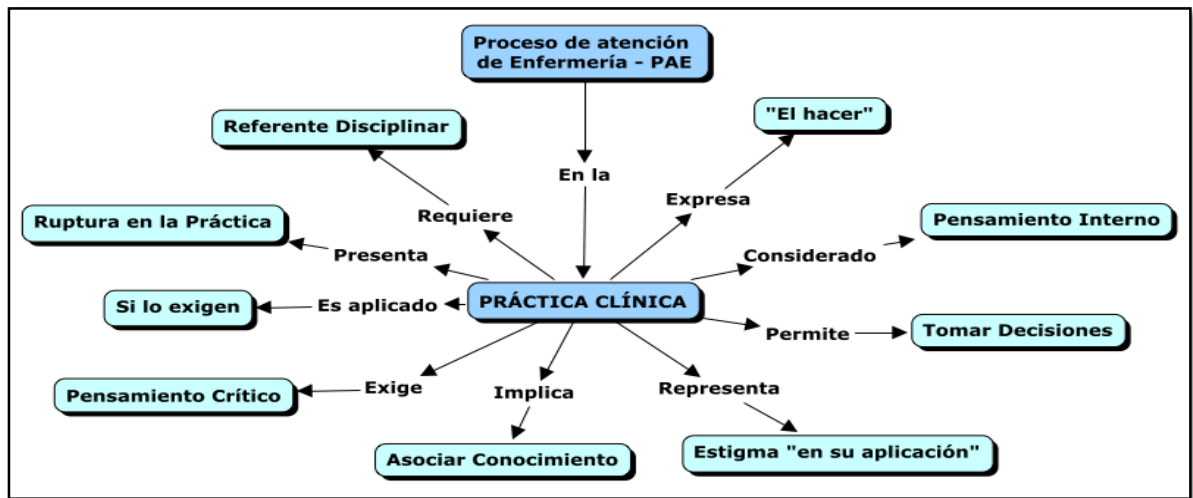 Proceso de atención
de Enfermería - PAE
"El hacer"
Referente Disciplinar
En la
Expresa
Requiere
Ruptura en la Práctica
Pensamiento Interno
Presenta
Considerado
Si lo exigen
Es aplicado
PRÁCTICA CLÍNICA
Permite
Tomar Decisiones
Pensamiento Crítico
Exige
Implica
Representa
Asociar Conocimiento
Estigma "en su aplicación"